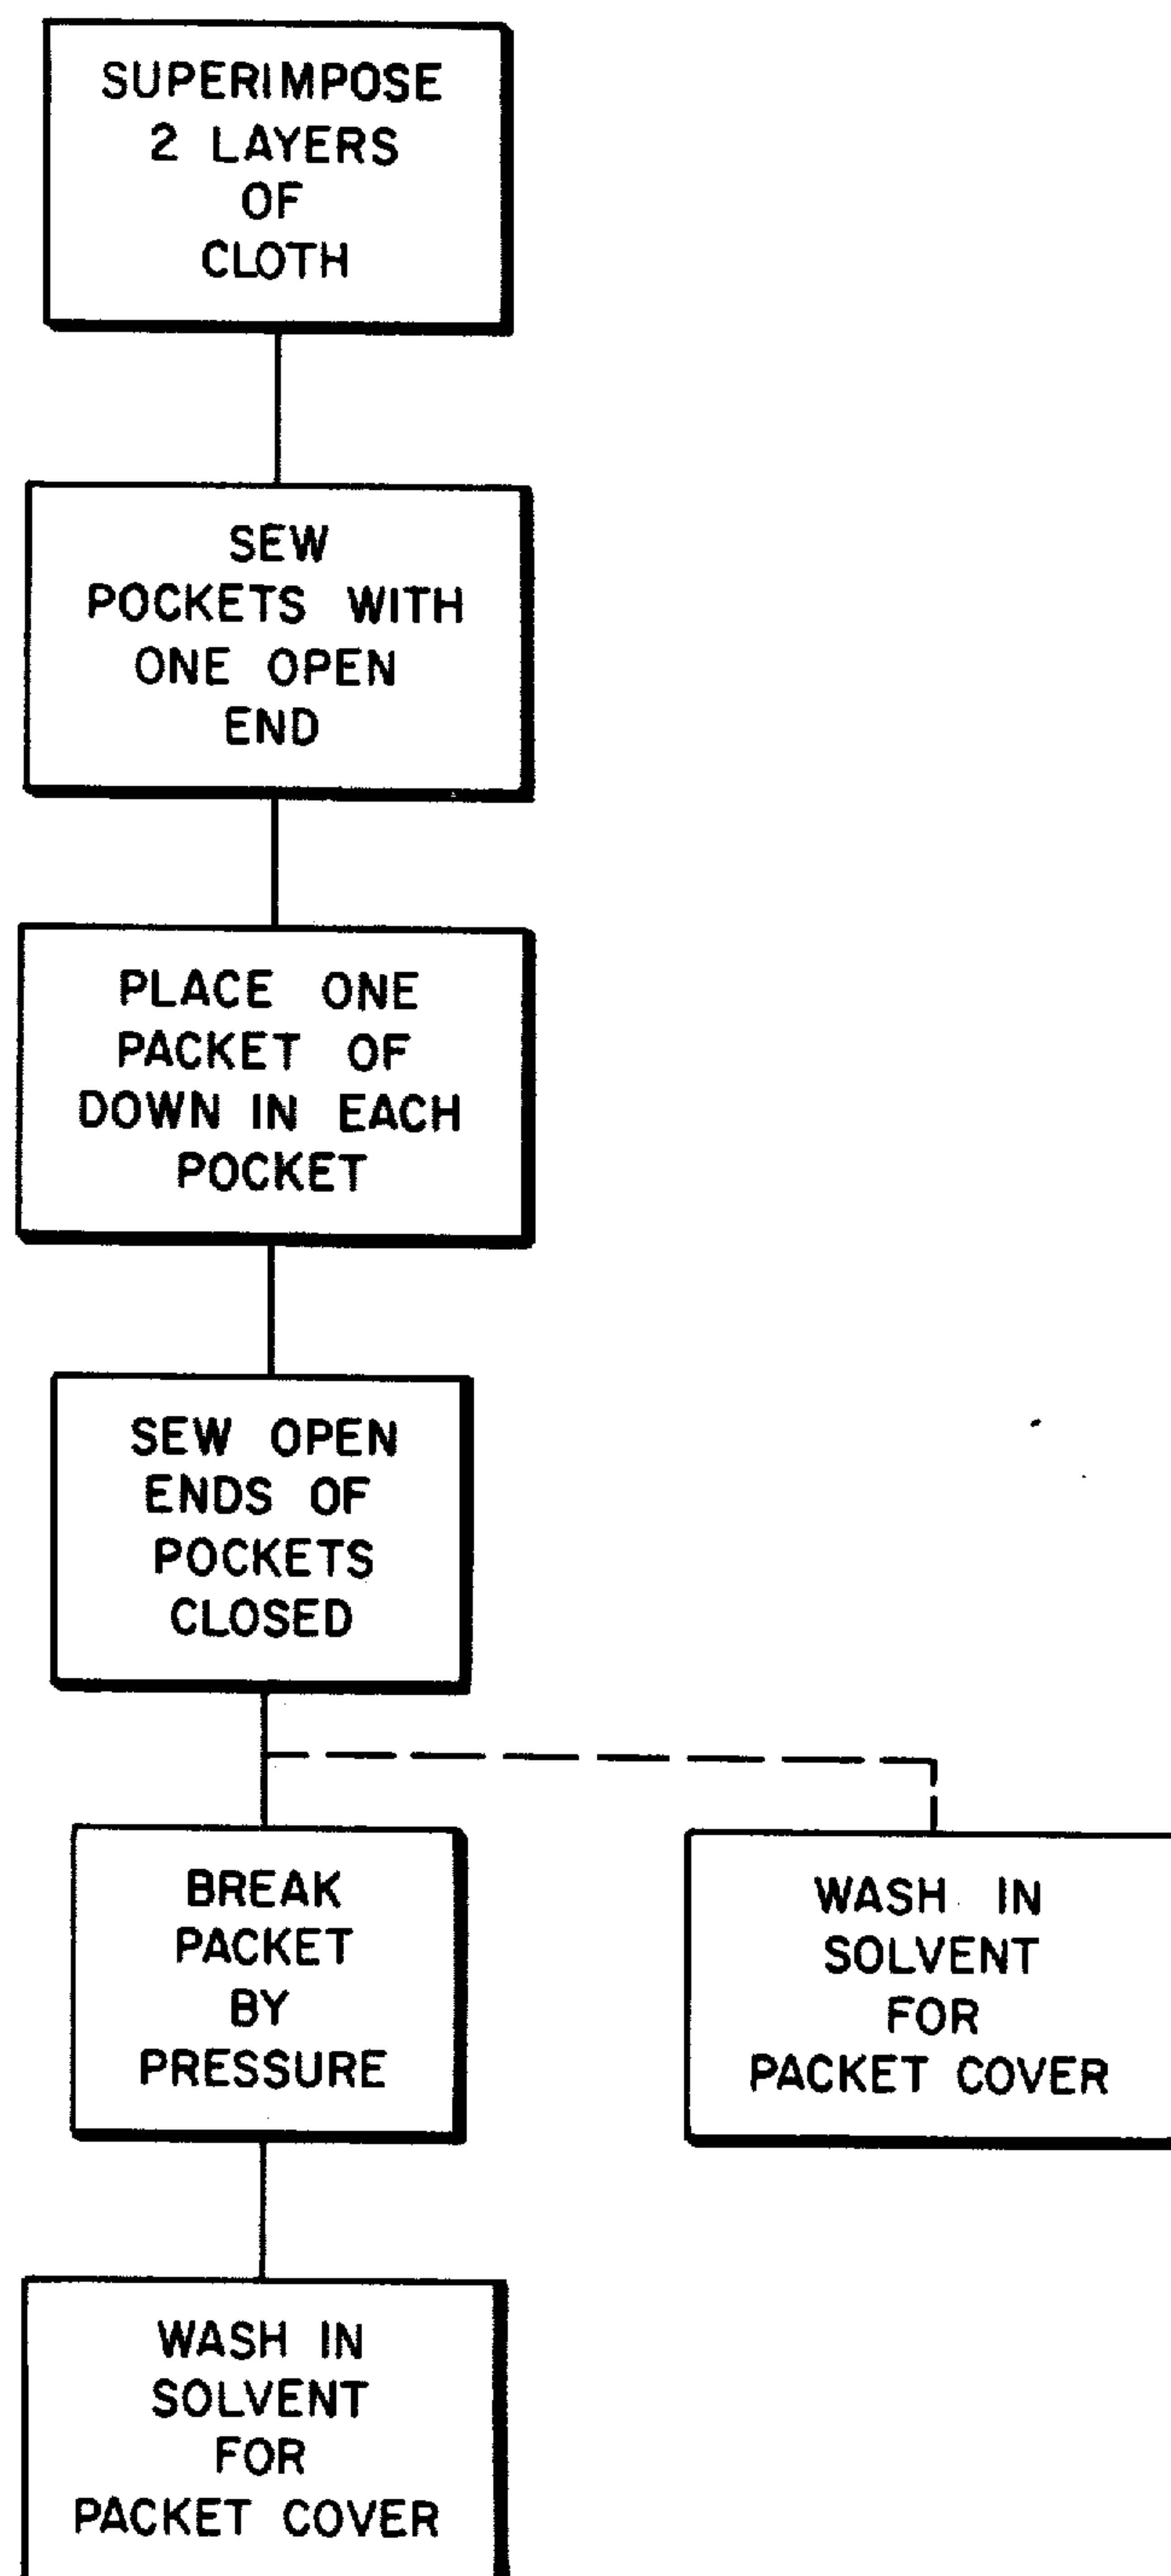 SUPERIMPOSE
2 LAYERS
OF
CLOTH
SEW
POCKETS WITH
ONE OPEN
END
PLACE ONE
PACKET OF
DOWN IN EACH
POCKET
SEW OPEN
ENDS OF
POCKETS
CLOSED
BREAK
PACKET
BY
PRESSURE
WASH IN
SOLVENT
FOR
PACKET COVER
WASH IN
SOLVENT
FOR
PACKET COVER